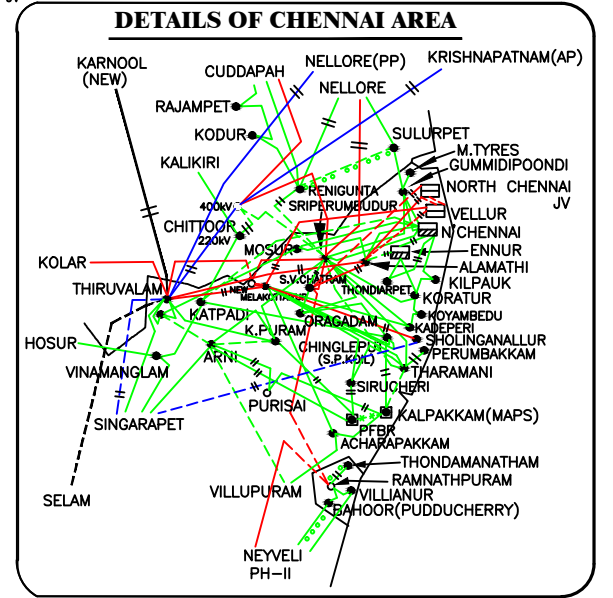 DETAILS OF CHENNAI AREA
KARNOOL
(NEW)
CUDDAPAH
NELLORE(PP)
KRISHNAPATNAM(AP)
NELLORE
RAJAMPET
KODUR
SULURPET
KALIKIRI
M.TYRES
GUMMIDIPOONDI
RENIGUNTA
NORTH CHENNAI
JV
400kV
SRIPERUMBUDUR
VELLUR
CHITTOOR
220kV
N'CHENNAI
MOSUR
ENNUR
KOLAR
ALAMATHI
THIRUVALAM
NEW
S.V.CHATRAM
THONDIARPET
KILPAUK
KORATUR
KATPADI
ORAGADAM
KOYAMBEDU
K.PURAM
KADEPERI
HOSUR
ARNI
CHINGLEPUT
(S.P.KOIL)
SHOLINGANALLUR
PERUMBAKKAM
VINAMANGLAM
THARAMANI
SIRUCHERI
PURISAI
SINGARAPET
KALPAKKAM(MAPS)
PFBR
ACHARAPAKKAM
THONDAMANATHAM
SELAM
VILLUPURAM
RAMNATHPURAM
VILLIANUR
BAHOOR(PUDDUCHERRY)
NEYVELI
PH-II